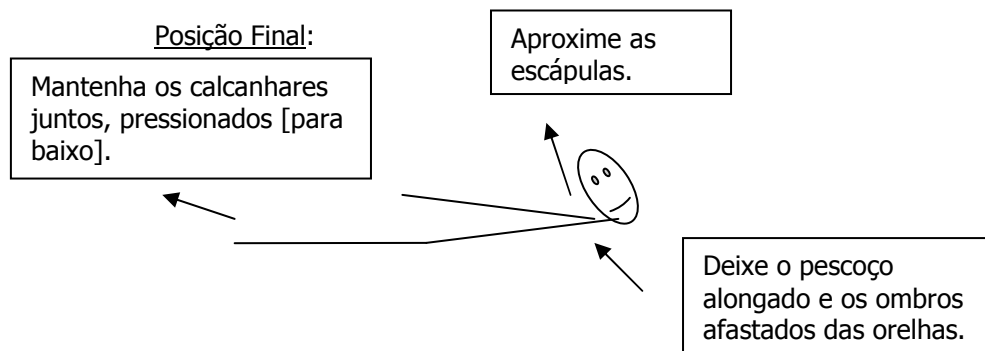 Posição Final:
Mantenha os calcanhares
juntos, pressionados [para
baixo].
Aproxime as
escápulas.
Deixe o pescoço
alongado e os ombros
afastados das orelhas.